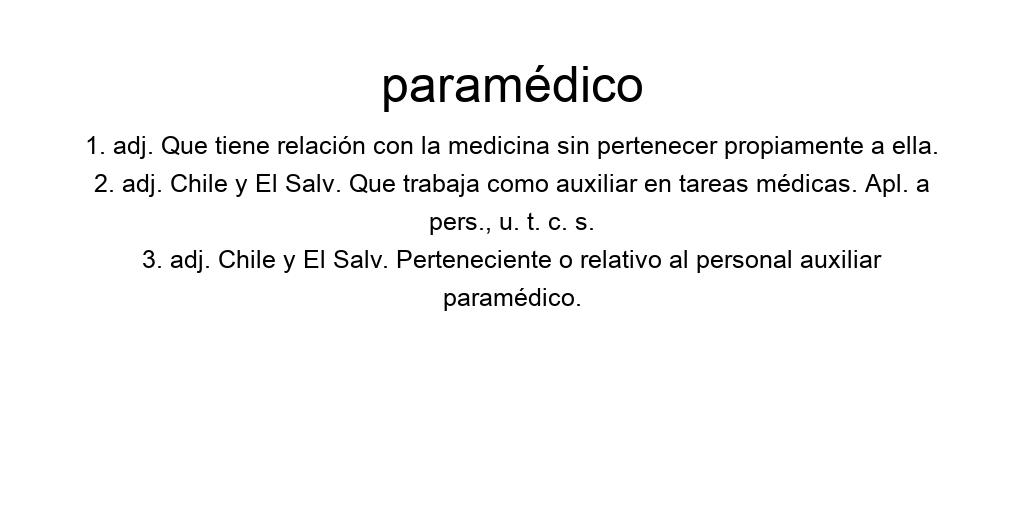 paramédico
1. adj. Que tiene relación con la medicina sin pertenecer propiamente a ella.
2. adj. Chile y El Salv. Que trabaja como auxiliar en tareas médicas. Apl. a
pers., u. t. c. s.
3. adj. Chile y El Salv. Perteneciente o relativo al personal auxiliar
paramédico.